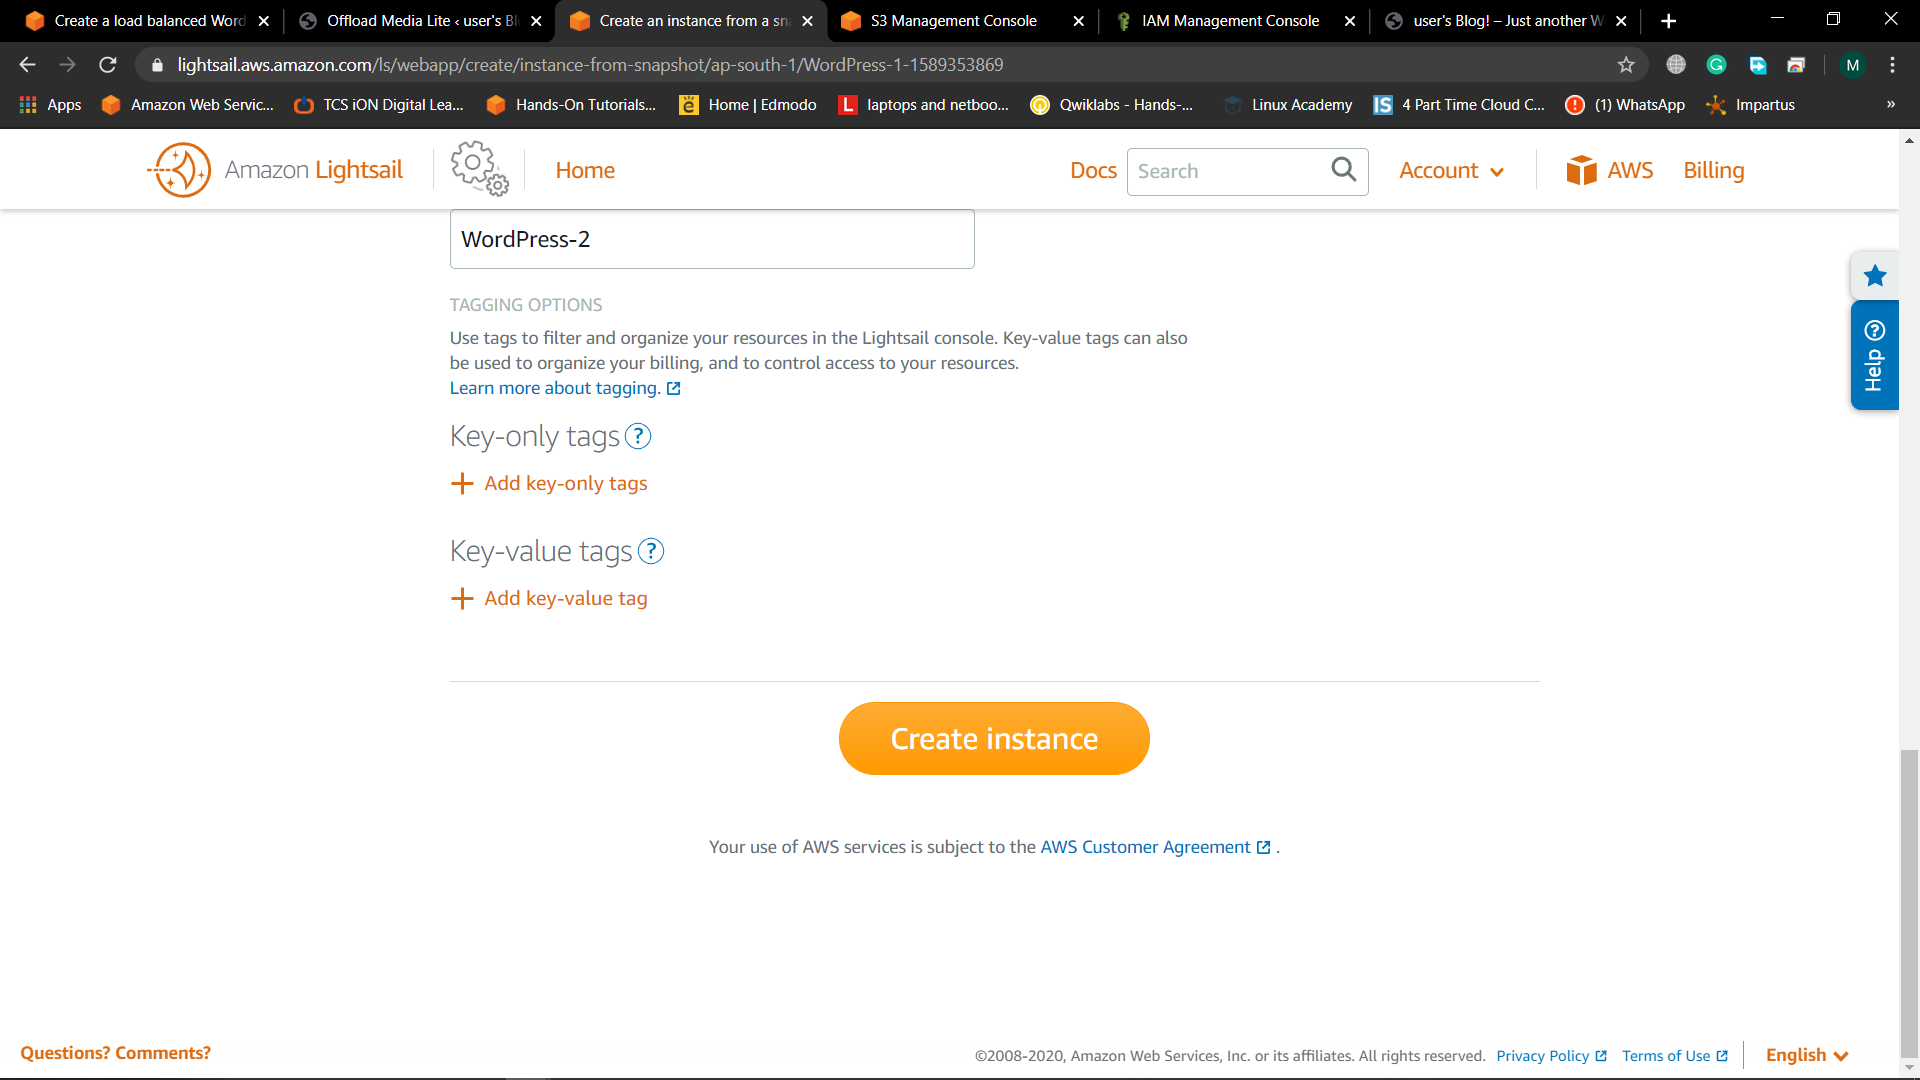 Create a load balanced Word
Offload Media Lite ‹ user's Bl
Create an instance from a sna
S3 Management Console
IAM Management Console
user's Blog! – Just another W
lightsail.aws.amazon.com/ls/webapp/create/instance-from-snapshot/ap-south-1/WordPress-1-1589353869
M
Apps
Amazon Web Servic...
TCS iON Digital Lea...
Hands-On Tutorials...
Home | Edmodo
laptops and netboo...
Qwiklabs - Hands-...
Linux Academy
4 Part Time Cloud C...
(1) WhatsApp
Impartus
»
Amazon Lightsail
Home
Docs
Search
Account
AWS
Billing
WordPress-2
TAGGING OPTIONS
Use tags to filter and organize your resources in the Lightsail console. Key-value tags can also
be used to organize your billing, and to control access to your resources.
Learn more about tagging.
Key-only tags ?
+ Add key-only tags
Key-value tags ?
+ Add key-value tag
Help ?
Create instance
Your use of AWS services is subject to the AWS Customer Agreement .
Questions? Comments?
©2008-2020, Amazon Web Services, Inc. or its affiliates. All rights reserved.
Privacy Policy
Terms of Use
English